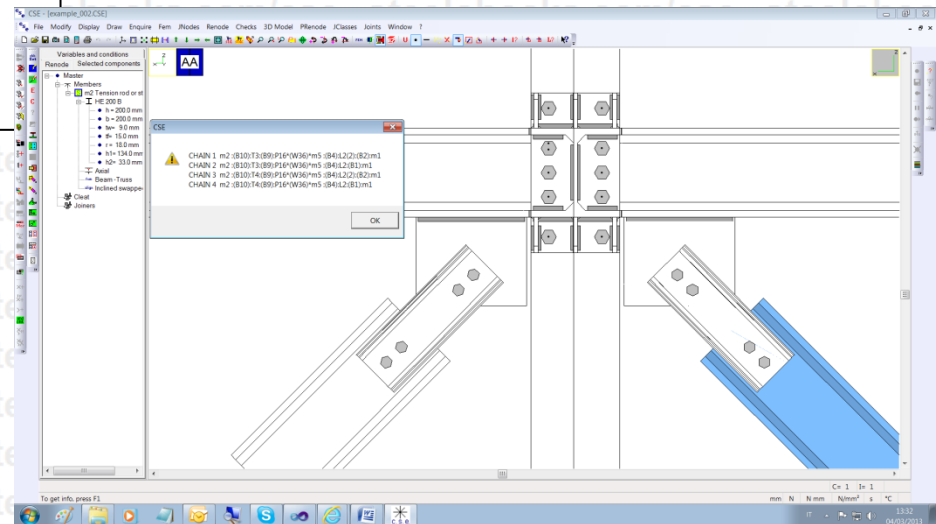 CSE - [example_002.CSE]
File Modify Display Draw Enquire Fem JNodes Renode Checks 3D Model PRenode JClasses Joints Window ?
Variables and conditions
Renode Selected components
Master
Members
m2 Tension rod or st
HE 200 B
h = 200.0 mm
b = 200.0 mm
tw= 9.0 mm
tf= 15.0 mm
r = 18.0 mm
h1= 134.0 mm
h2= 33.0 mm
Axial
Beam-Truss
Inclined swappe
Cleat
Joiners
Z
Y
AA
CSE
CHAIN 1 m2 :(B10):T3:(B9):P16*(W36)*m5 :(B4):L2(2):(B2):m1
CHAIN 2 m2 :(B10):T3:(B9):P16*(W36)*m5 :(B4):L2:(B1):m1
CHAIN 3 m2 :(B10):T4:(B9):P16*(W36)*m5 :(B4):L2(2):(B2):m1
CHAIN 4 m2 :(B10):T4:(B9):P16*(W36)*m5 :(B4):L2:(B1):m1
OK
C= 1 I= 1
To get info, press F1
mm N N mm N/mm² s °C
IT
13:32
04/03/2013